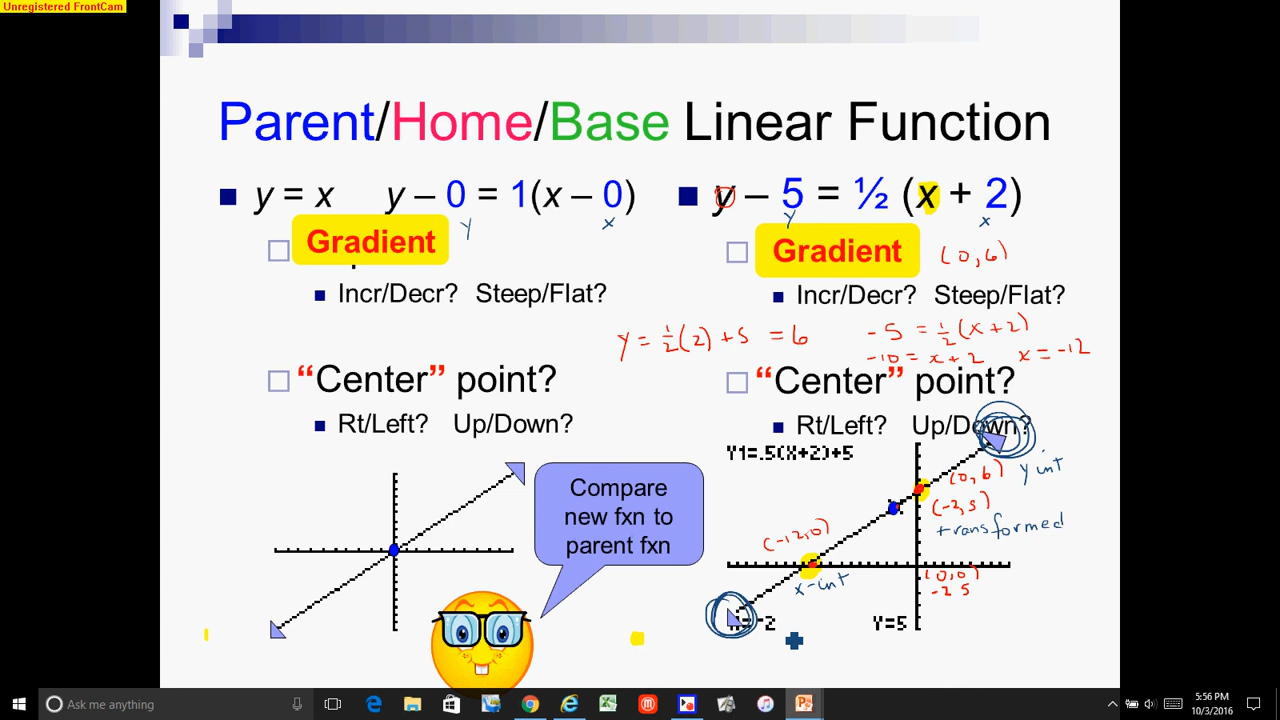 Unregistered FrontCam
Parent/Home/Base Linear Function
y = x y – 0 = 1(x – 0)
y x
Gradient
Incr/Decr? Steep/Flat?
"Center" point?
Rt/Left? Up/Down?
Compare
new fxn to
parent fxn
y – 5 = ½ (x + 2)
y x
Gradient (0,6)
Incr/Decr? Steep/Flat?
y = 1/2(2) + 5 = 6
-5 = 1/2(x+2)
-10 = x+2 x = -12
"Center" point?
Rt/Left? Up/Down?
Y1=.5(X+2)+5
(0,6) y int
(-2,5)
transformed
(-12,0)
x-int
(0,0)
-2 5
X=-2 Y=5
Ask me anything
5:56 PM
10/3/2016